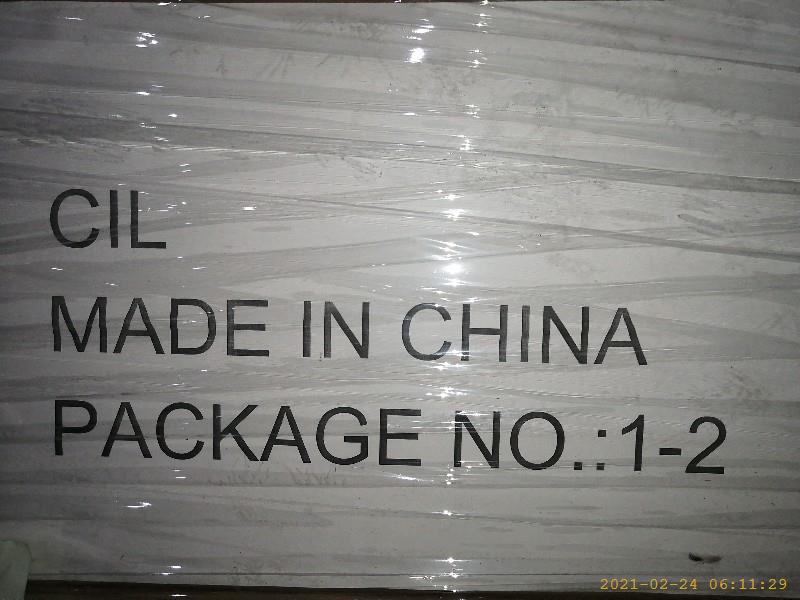 CIL
MADE IN CHINA
PACKAGE NO.:1-2
2021-02-24 06:11:29